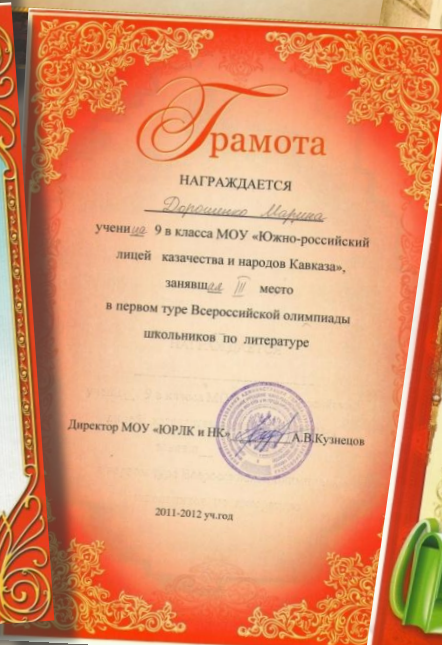 Грамота
НАГРАЖДАЕТСЯ
Дорошенко Марина
ученица 9 в класса МОУ «Южно-российский
лицей казачества и народов Кавказа»,
занявшая III место
в первом туре Всероссийской олимпиады
школьников по литературе
Директор МОУ «ЮРЛК и НК» А.В.Кузнецов
2011-2012 уч.год